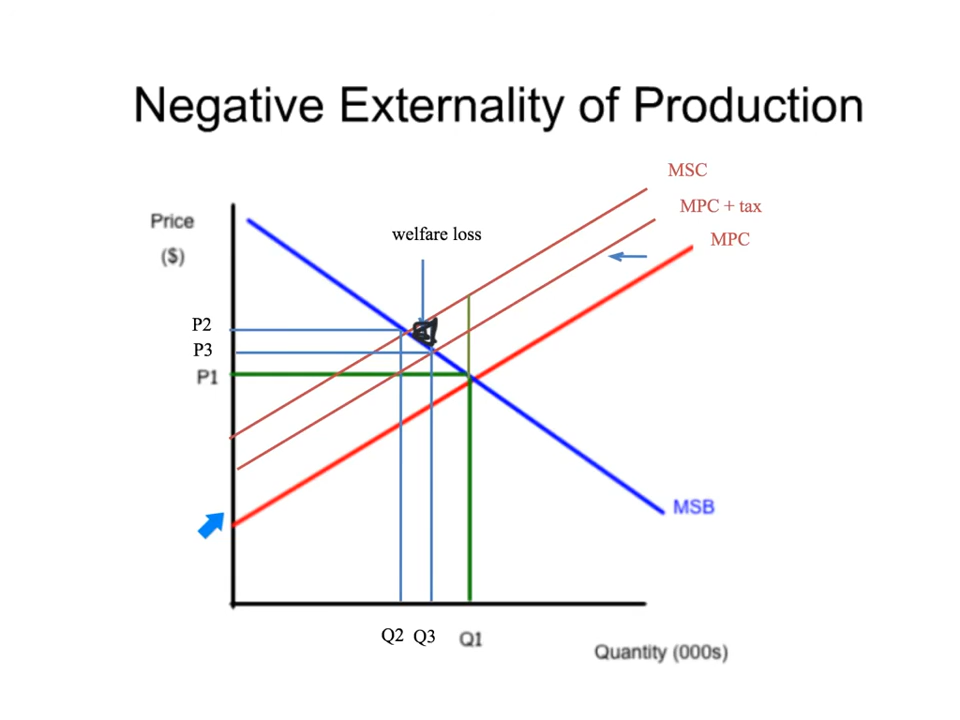 Negative Externality of Production
MSC
MPC + tax
MPC
Price
($)
welfare loss
P2
P3
P1
MSB
Q2 Q3 Q1
Quantity (000s)